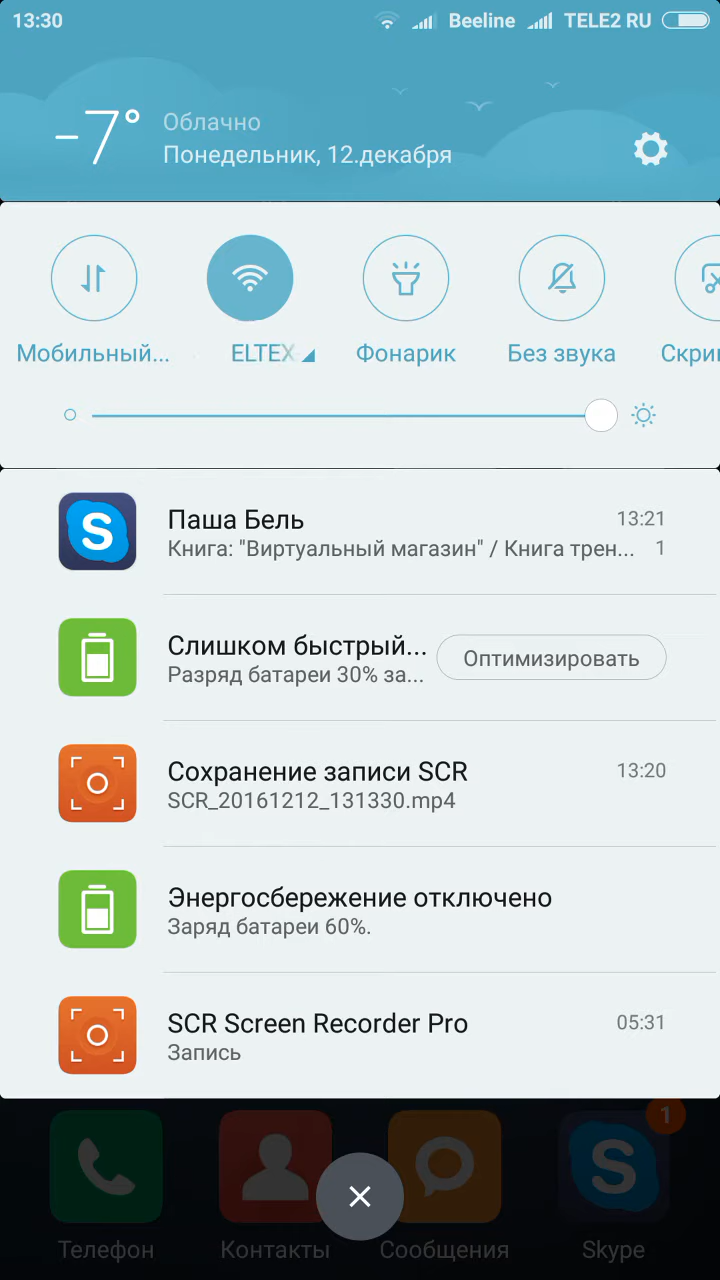 13:30 Beeline TELE2 RU
-7° Облачно
Понедельник, 12.декабря
Мобильный... ELTEX Фонарик Без звука Скри
Паша Бель 13:21
Книга: "Виртуальный магазин" / Книга трен... 1
Слишком быстрый...
Разряд батареи 30% за...
Оптимизировать
Сохранение записи SCR 13:20
SCR_20161212_131330.mp4
Энергосбережение отключено
Заряд батареи 60%.
SCR Screen Recorder Pro 05:31
Запись
1
Телефон Контакты Сообщения Skype